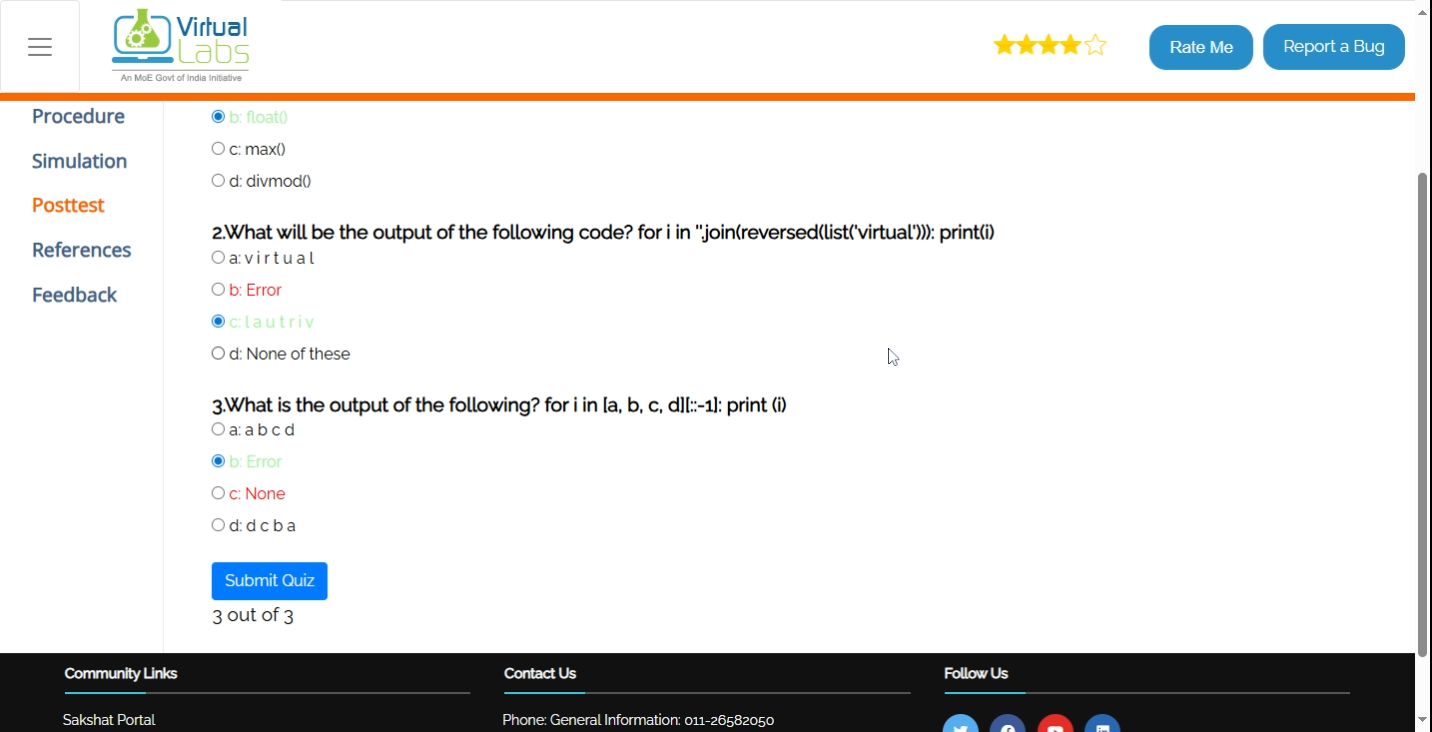 Virtual
Labs
An MoE Govt of India Initiative
Rate Me
Report a Bug
Procedure
Simulation
Posttest
References
Feedback
b: float()
c: max()
d: divmod()
2.What will be the output of the following code? for i in ''.join(reversed(list('virtual'))): print(i)
a: v i r t u a l
b: Error
c: l a u t r i v
d: None of these
3.What is the output of the following? for i in [a, b, c, d][::-1]: print (i)
a: a b c d
b: Error
c: None
d: d c b a
Submit Quiz
3 out of 3
Community Links
Sakshat Portal
Contact Us
Phone: General Information: 011-26582050
Follow Us